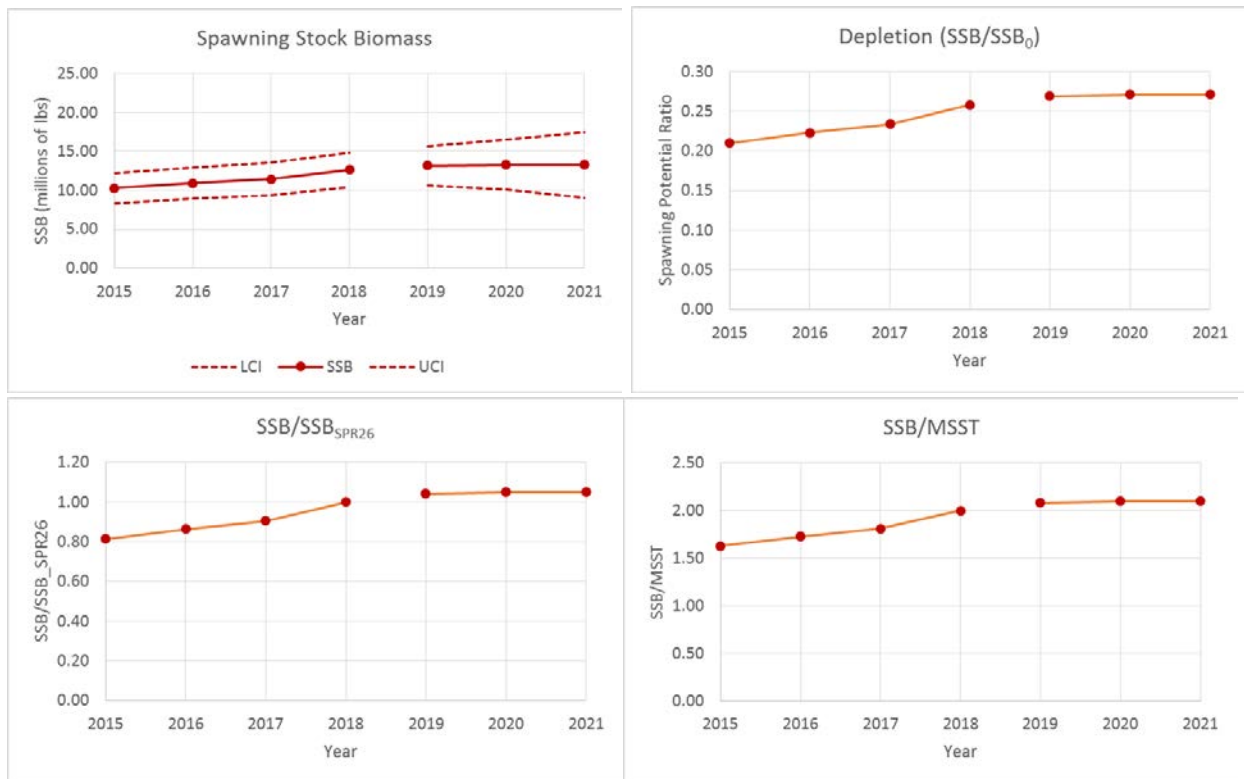 Spawning Stock Biomass
SSB (millions of lbs)
25.00
20.00
15.00
10.00
5.00
0.00
2015 2016 2017 2018 2019 2020 2021
Year
LCI SSB UCI
Depletion (SSB/SSB₀)
Spawning Potential Ratio
0.30
0.25
0.20
0.15
0.10
0.05
0.00
2015 2016 2017 2018 2019 2020 2021
Year
SSB/SSB_SPR26
SSB/SSB_SPR26
1.20
1.00
0.80
0.60
0.40
0.20
0.00
2015 2016 2017 2018 2019 2020 2021
Year
SSB/MSST
SSB/MSST
2.50
2.00
1.50
1.00
0.50
0.00
2015 2016 2017 2018 2019 2020 2021
Year